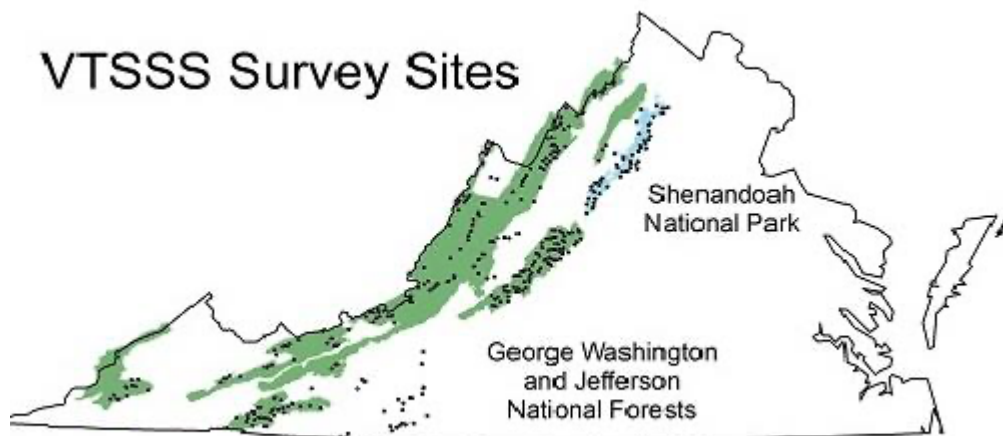 VTSSS Survey Sites
Shenandoah
National Park
George Washington
and Jefferson
National Forests